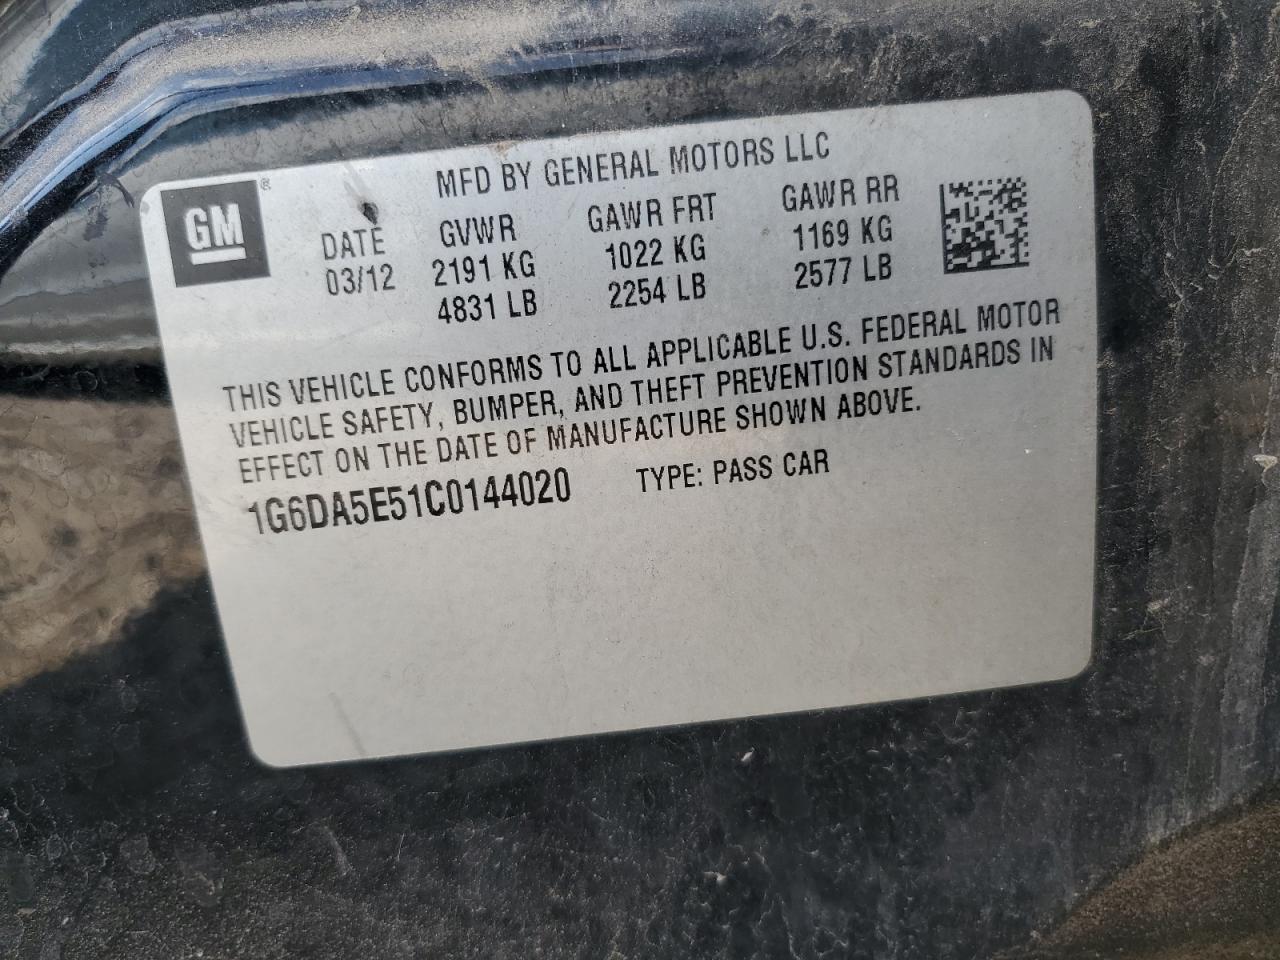 GM ®
MFD BY GENERAL MOTORS LLC
DATE GVWR GAWR FRT GAWR RR
03/12 2191 KG 1022 KG 1169 KG
4831 LB 2254 LB 2577 LB
THIS VEHICLE CONFORMS TO ALL APPLICABLE U.S. FEDERAL MOTOR
VEHICLE SAFETY, BUMPER, AND THEFT PREVENTION STANDARDS IN
EFFECT ON THE DATE OF MANUFACTURE SHOWN ABOVE.
1G6DA5E51C0144020 TYPE: PASS CAR